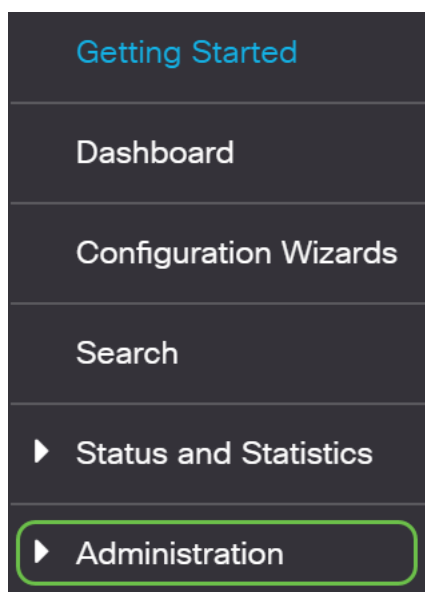 Getting Started
Dashboard
Configuration Wizards
Search
Status and Statistics
Administration